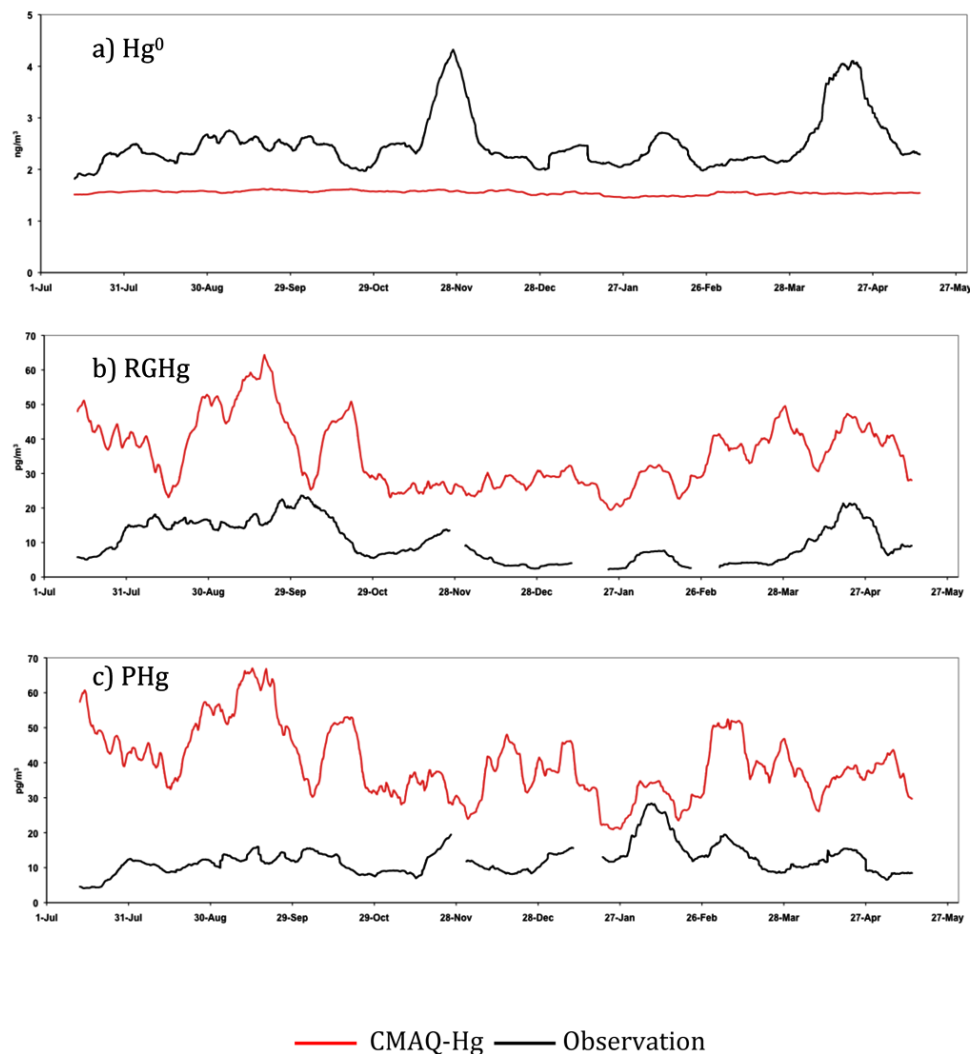 a) Hg⁰
5
4
3
2
1
0
ng/m³
1-Jul 31-Jul 30-Aug 29-Sep 29-Oct 28-Nov 28-Dec 27-Jan 26-Feb 28-Mar 27-Apr 27-May
b) RGHg
70
60
50
40
30
20
10
0
pg/m³
1-Jul 31-Jul 30-Aug 29-Sep 29-Oct 28-Nov 28-Dec 27-Jan 26-Feb 28-Mar 27-Apr 27-May
c) PHg
70
60
50
40
30
20
10
0
pg/m³
1-Jul 31-Jul 30-Aug 29-Sep 29-Oct 28-Nov 28-Dec 27-Jan 26-Feb 28-Mar 27-Apr 27-May
CMAQ-Hg Observation